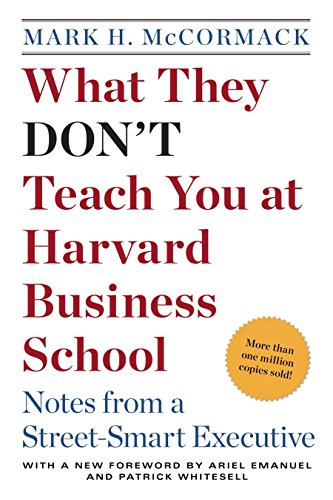 MARK H. McCORMACK
What They
DON'T
Teach You at
Harvard
Business
School
More than
one million
copies sold!
Notes from a
Street-Smart Executive
WITH A NEW FOREWORD BY ARIEL EMANUEL
AND PATRICK WHITESELL